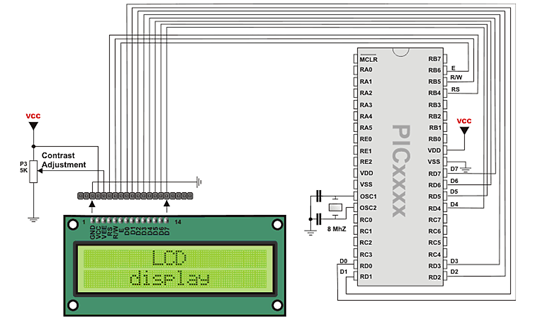 VCC
P3
5K
Contrast
Adjustment
1
14
GND
VCC
VEE
RS
R/W
E
D0
D1
D2
D3
D4
D5
D6
D7
LCD
display
PICxxxx
MCLR
RA0
RA1
RA2
RA3
RA4
RA5
RE0
RE1
RE2
VDD
VSS
OSC1
OSC2
RC0
RC1
RC2
RC3
RD0
RD1
RB7
RB6
RB5
RB4
RB3
RB2
RB1
RB0
VDD
VSS
RD7
RD6
RD5
RD4
RC7
RC6
RC5
RC4
RD3
RD2
E
R/W
RS
VCC
D7
D6
D5
D4
D3
D2
8 MhZ
D0
D1